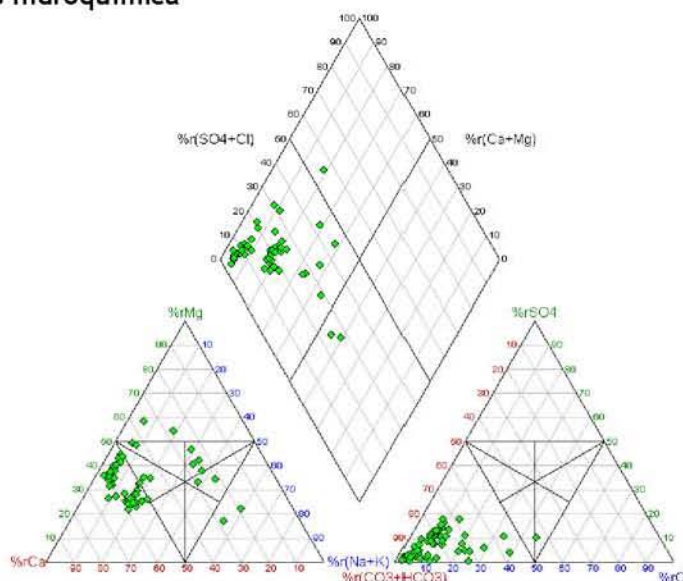 hidroquímica
100 100
90 90
80 80
70 70
60 60
%r(SO4+Cl) 50 50 %r(Ca+Mg)
40 40
30 30
20 20
10 10
0 0
%rMg %rSO4
90 10 10 90
80 20 20 80
70 30 30 70
60 40 40 60
50 50 50 50
40 60 60 40
30 70 70 30
20 80 80 20
10 90 90 10
%rCa %r(Na+K)
90 80 70 60 50 40 30 20 10 10 20 30 40 50 60 70 80 90
%r(CO3+HCO3)